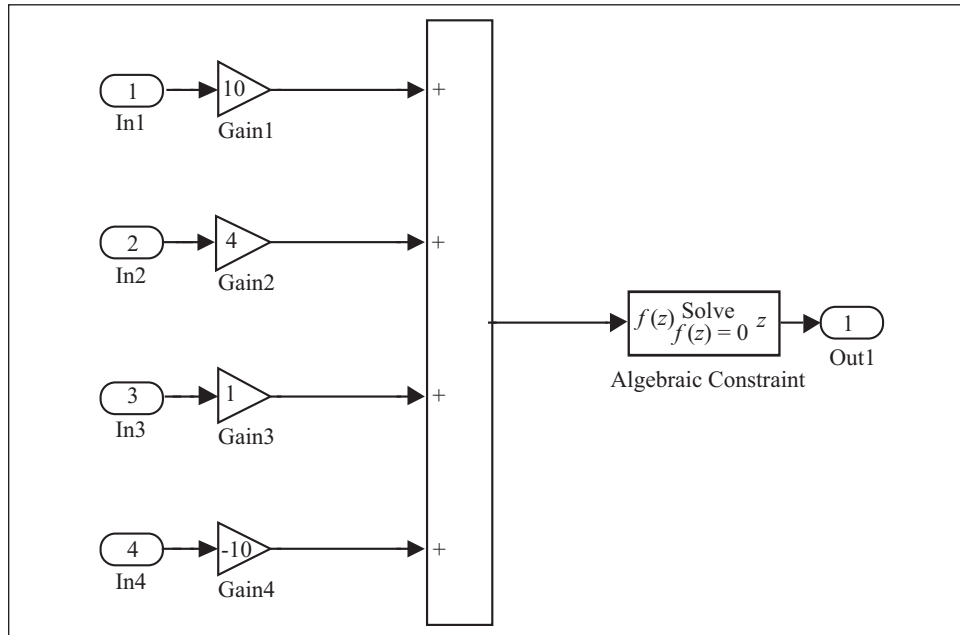 1
In1
10
Gain1
+
2
In2
4
Gain2
+
3
In3
1
Gain3
+
4
In4
-10
Gain4
+
f(z) Solve
f(z) = 0 z
Algebraic Constraint
1
Out1